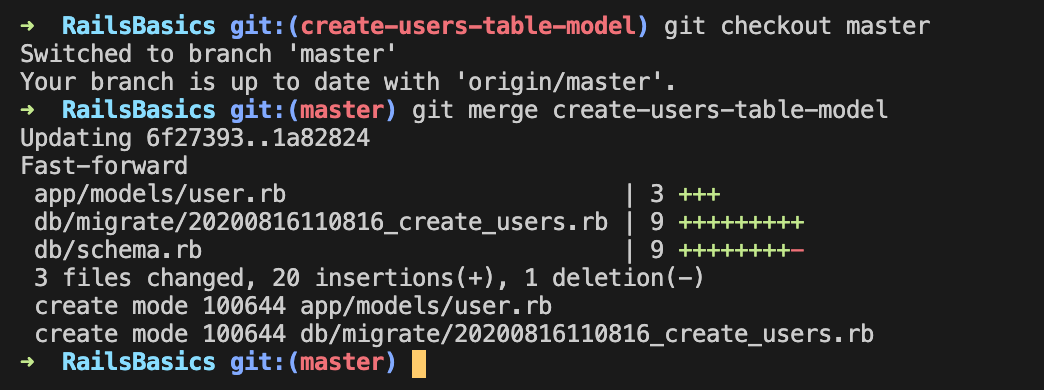 ➜  RailsBasics git:(create-users-table-model) git checkout master
Switched to branch 'master'
Your branch is up to date with 'origin/master'.
➜  RailsBasics git:(master) git merge create-users-table-model
Updating 6f27393..1a82824
Fast-forward
 app/models/user.rb                        | 3 +++
 db/migrate/20200816110816_create_users.rb | 9 +++++++++
 db/schema.rb                              | 9 ++++++++-
 3 files changed, 20 insertions(+), 1 deletion(-)
 create mode 100644 app/models/user.rb
 create mode 100644 db/migrate/20200816110816_create_users.rb
➜  RailsBasics git:(master)